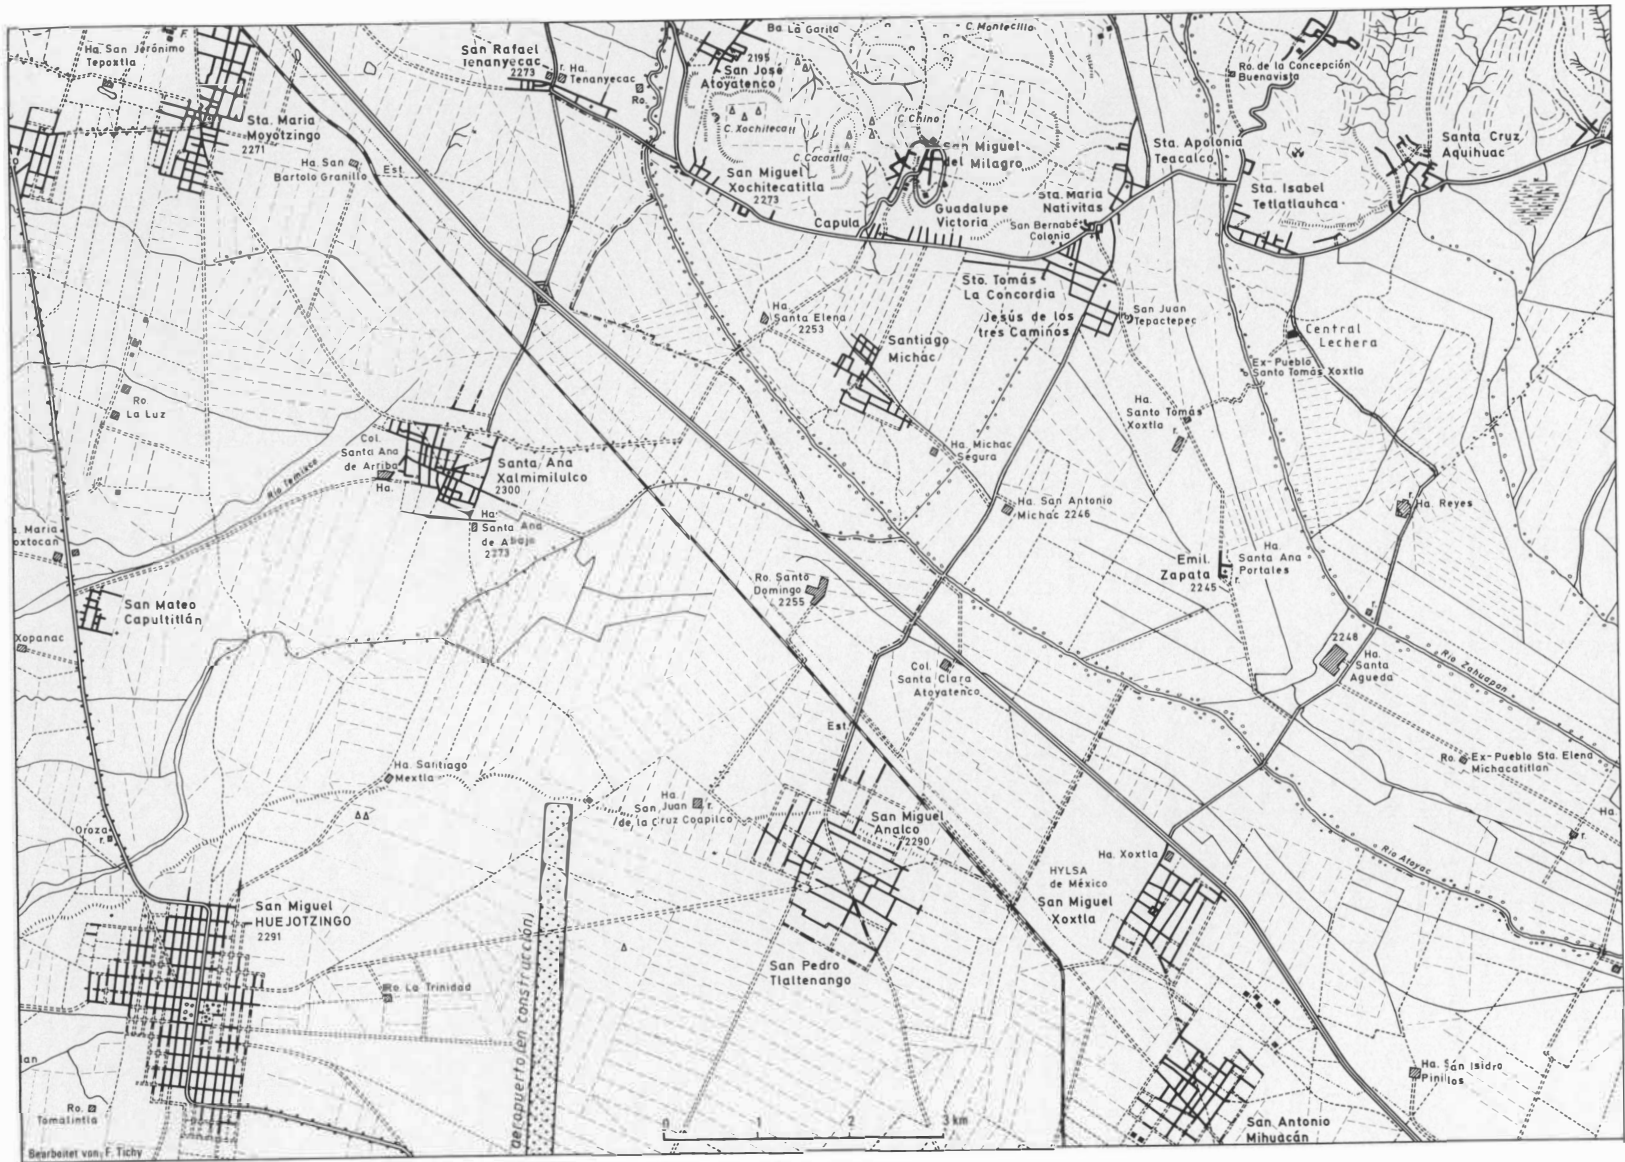 Ha. San Jerónimo
Tepoxtla
F.
Sta. Maria
Moyotzingo
2271
Ha. San
Bartolo Granillo
Est.
San Rafael
Tenanyecac
2273
r. Ha.
Tenanyecac
Ro.
Ba. La Garita
2195
San José
Atoyatenco
C. Xochitecatl
C. Cacaxtla
San Miguel
Xochitecatitla
2273
C. Montecillo
C. Chino
San Miguel
del Milagro
Guadalupe
Victoria
Capula
Sta. Maria
Nativitas
San Bernabé
Colonia
Ro. de la Concepción
Buenavista
Sta. Apolonia
Teacalco
Sta. Isabel
Tetlatlauhca
Santa Cruz
Aquihuac
Sto. Tomás
La Concordia
Jesús de los
tres Caminos
San Juan
Tepactepec
Ha.
Santa Elena
2253
Santiago
Michac
Central
Lechera
Ex-Pueblo
Santo Tomás Xoxtla
Ro.
La Luz
Col.
Santa Ana
de Arriba
Ha.
Rio Temixco
Santa Ana
Xalmimilulco
2300
Ha.
Santa Ana
de Abajo
2273
Ha. Michac
Segura
Ha.
Santo Tomás
Xoxtla
r.
Ha. San Antonio
Michac 2246
Ha. Reyes
Maria
Emil.
Zapata
2245
Ha.
Santa Ana
Portales
r.
r.
San Mateo
Capultitlán
Xopanac
Ro. Santo
Domingo
2255
Col.
Santa Clara
Atoyatenco
2248
Ha.
Santa
Agueda
Rio Zahuapan
Est.
Ha. Santiago
Mextla
Ha.
San Juan r.
de la Cruz Coapilco
San Miguel
Analco
2290
Ro. Ex-Pueblo Sta. Elena
Michacatitlan
Ha.
r.
Oroza
r.
Ha. Xoxtla
HYLSA
de México
San Miguel
Xoxtla
Rio Atoyac
San Miguel
HUEJOTZINGO
2291
Ro. La Trinidad
San Pedro
Tlaltenango
(aeropuerto en construcción)
Ro.
Tomalintla
Ha. San Isidro
Pinillos
San Antonio
Mihuacán
0 1 2 3 km
Bearbeitet von: F. Tichy